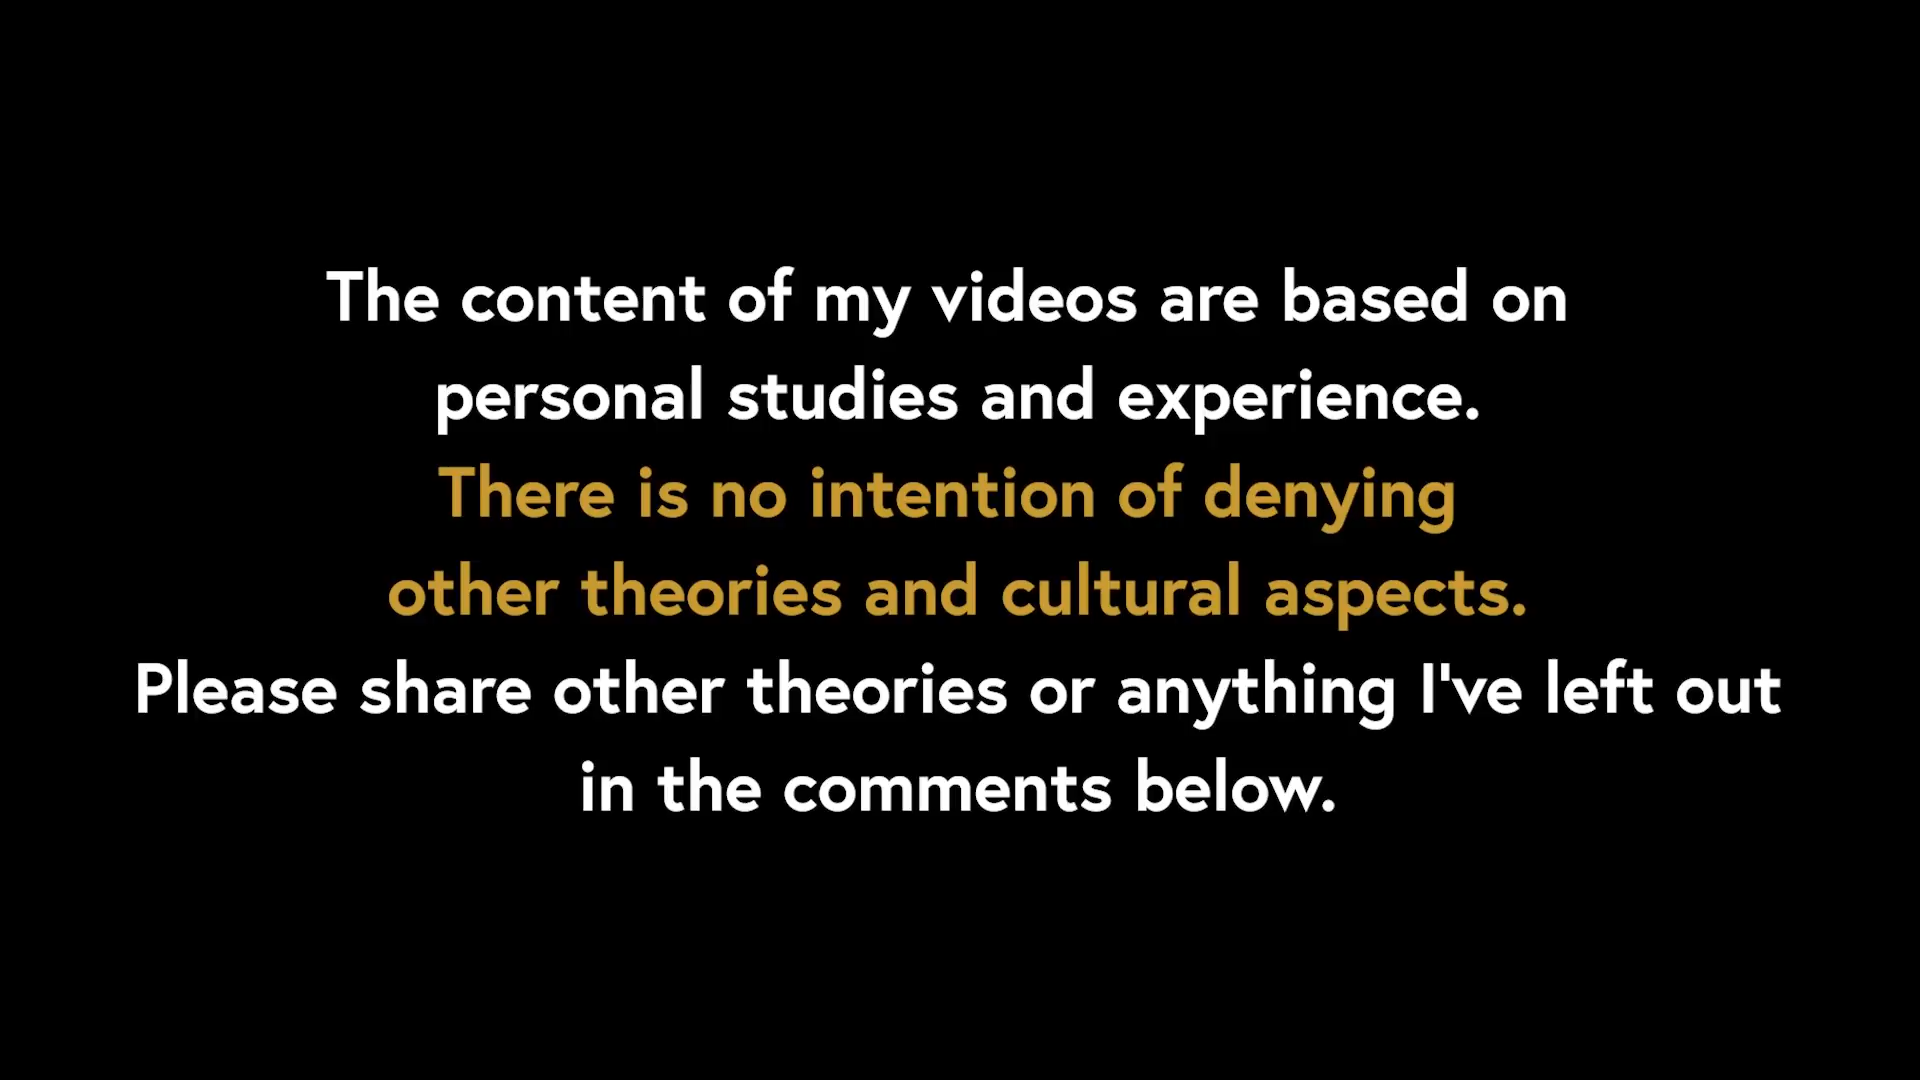 The content of my videos are based on
personal studies and experience.
There is no intention of denying
other theories and cultural aspects.
Please share other theories or anything I've left out
in the comments below.